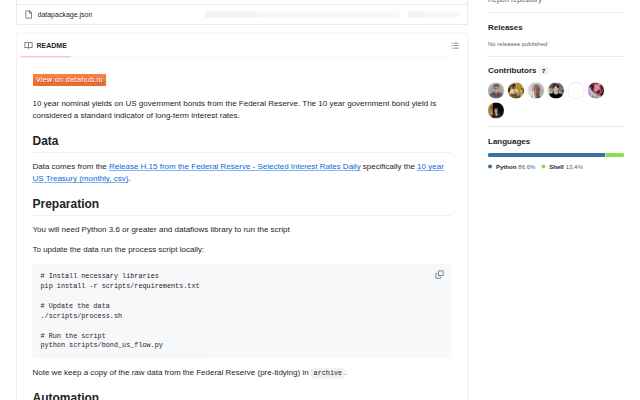 Report repository
datapackage.json
Releases
README
No releases published
Contributors 7
view on datahub.io
10 year nominal yields on US government bonds from the Federal Reserve. The 10 year government bond yield is
considered a standard indicator of long-term interest rates.
Data
Languages
Data comes from the Release H.15 from the Federal Reserve - Selected Interest Rates Daily specifically the 10 year
US Treasury (monthly, csv).
Python 86.6% Shell 13.4%
Preparation
You will need Python 3.6 or greater and dataflows library to run the script
To update the data run the process script locally:
# Install necessary libraries
pip install -r scripts/requirements.txt
# Update the data
./scripts/process.sh
# Run the script
python scripts/bond_us_flow.py
Note we keep a copy of the raw data from the Federal Reserve (pre-tidying) in archive.
Automation